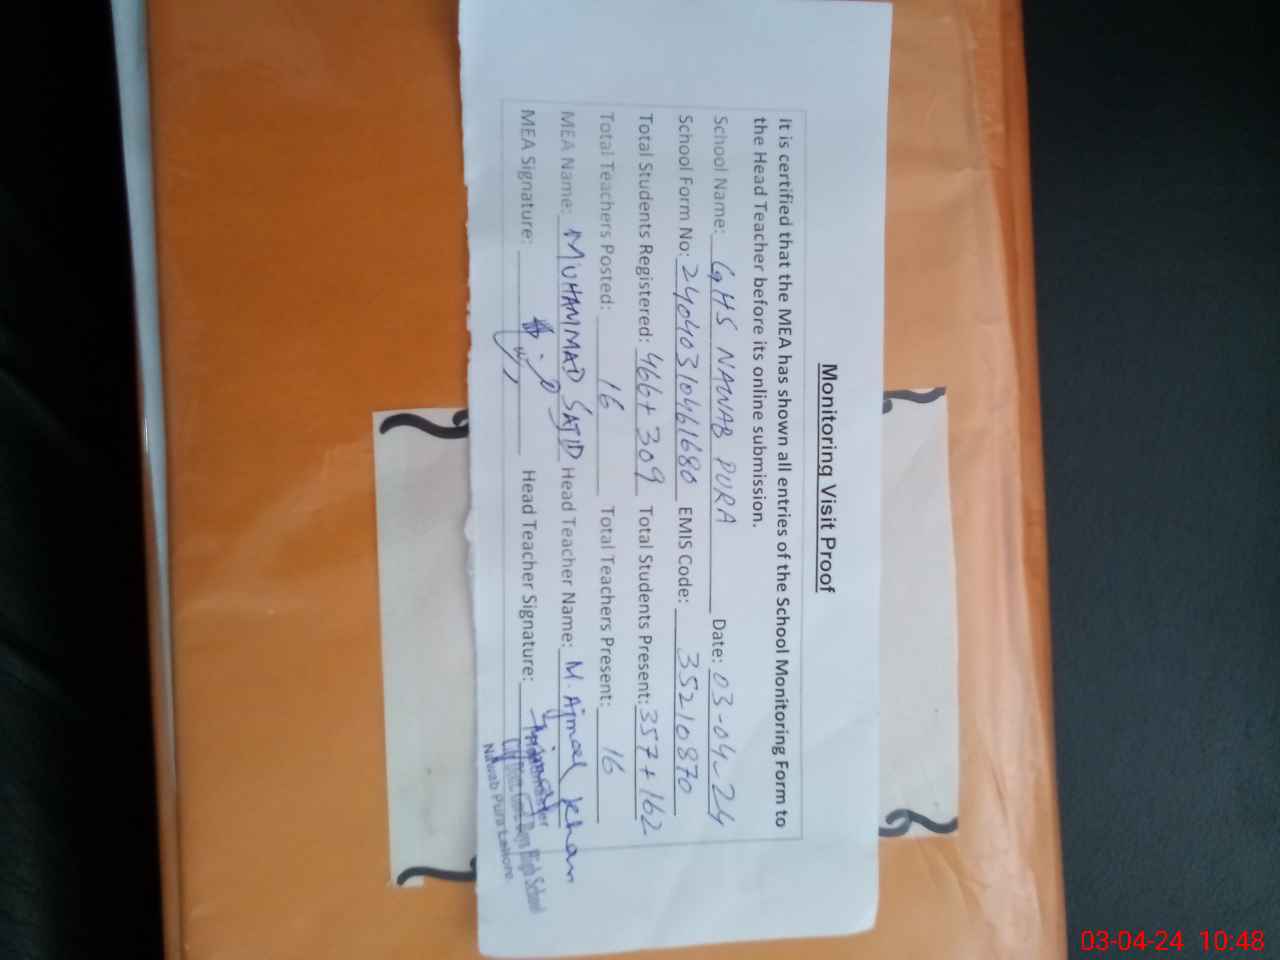 Monitoring Visit Proof
It is certified that the MEA has shown all entries of the School Monitoring Form to
the Head Teacher before its online submission.
School Name: GHS NAWAB PURA Date: 03-04-24
School Form No: 24040310461680 EMIS Code: 35210870
Total Students Registered: 466+309 Total Students Present: 357+162
Total Teachers Posted: 16 Total Teachers Present: 16
MEA Name: MUHAMMAD SAJID Head Teacher Name: M. Ajmal Khan
MEA Signature: Head Teacher Signature:
Boys High School
Nawab Pura Lahore.
03-04-24 10:48